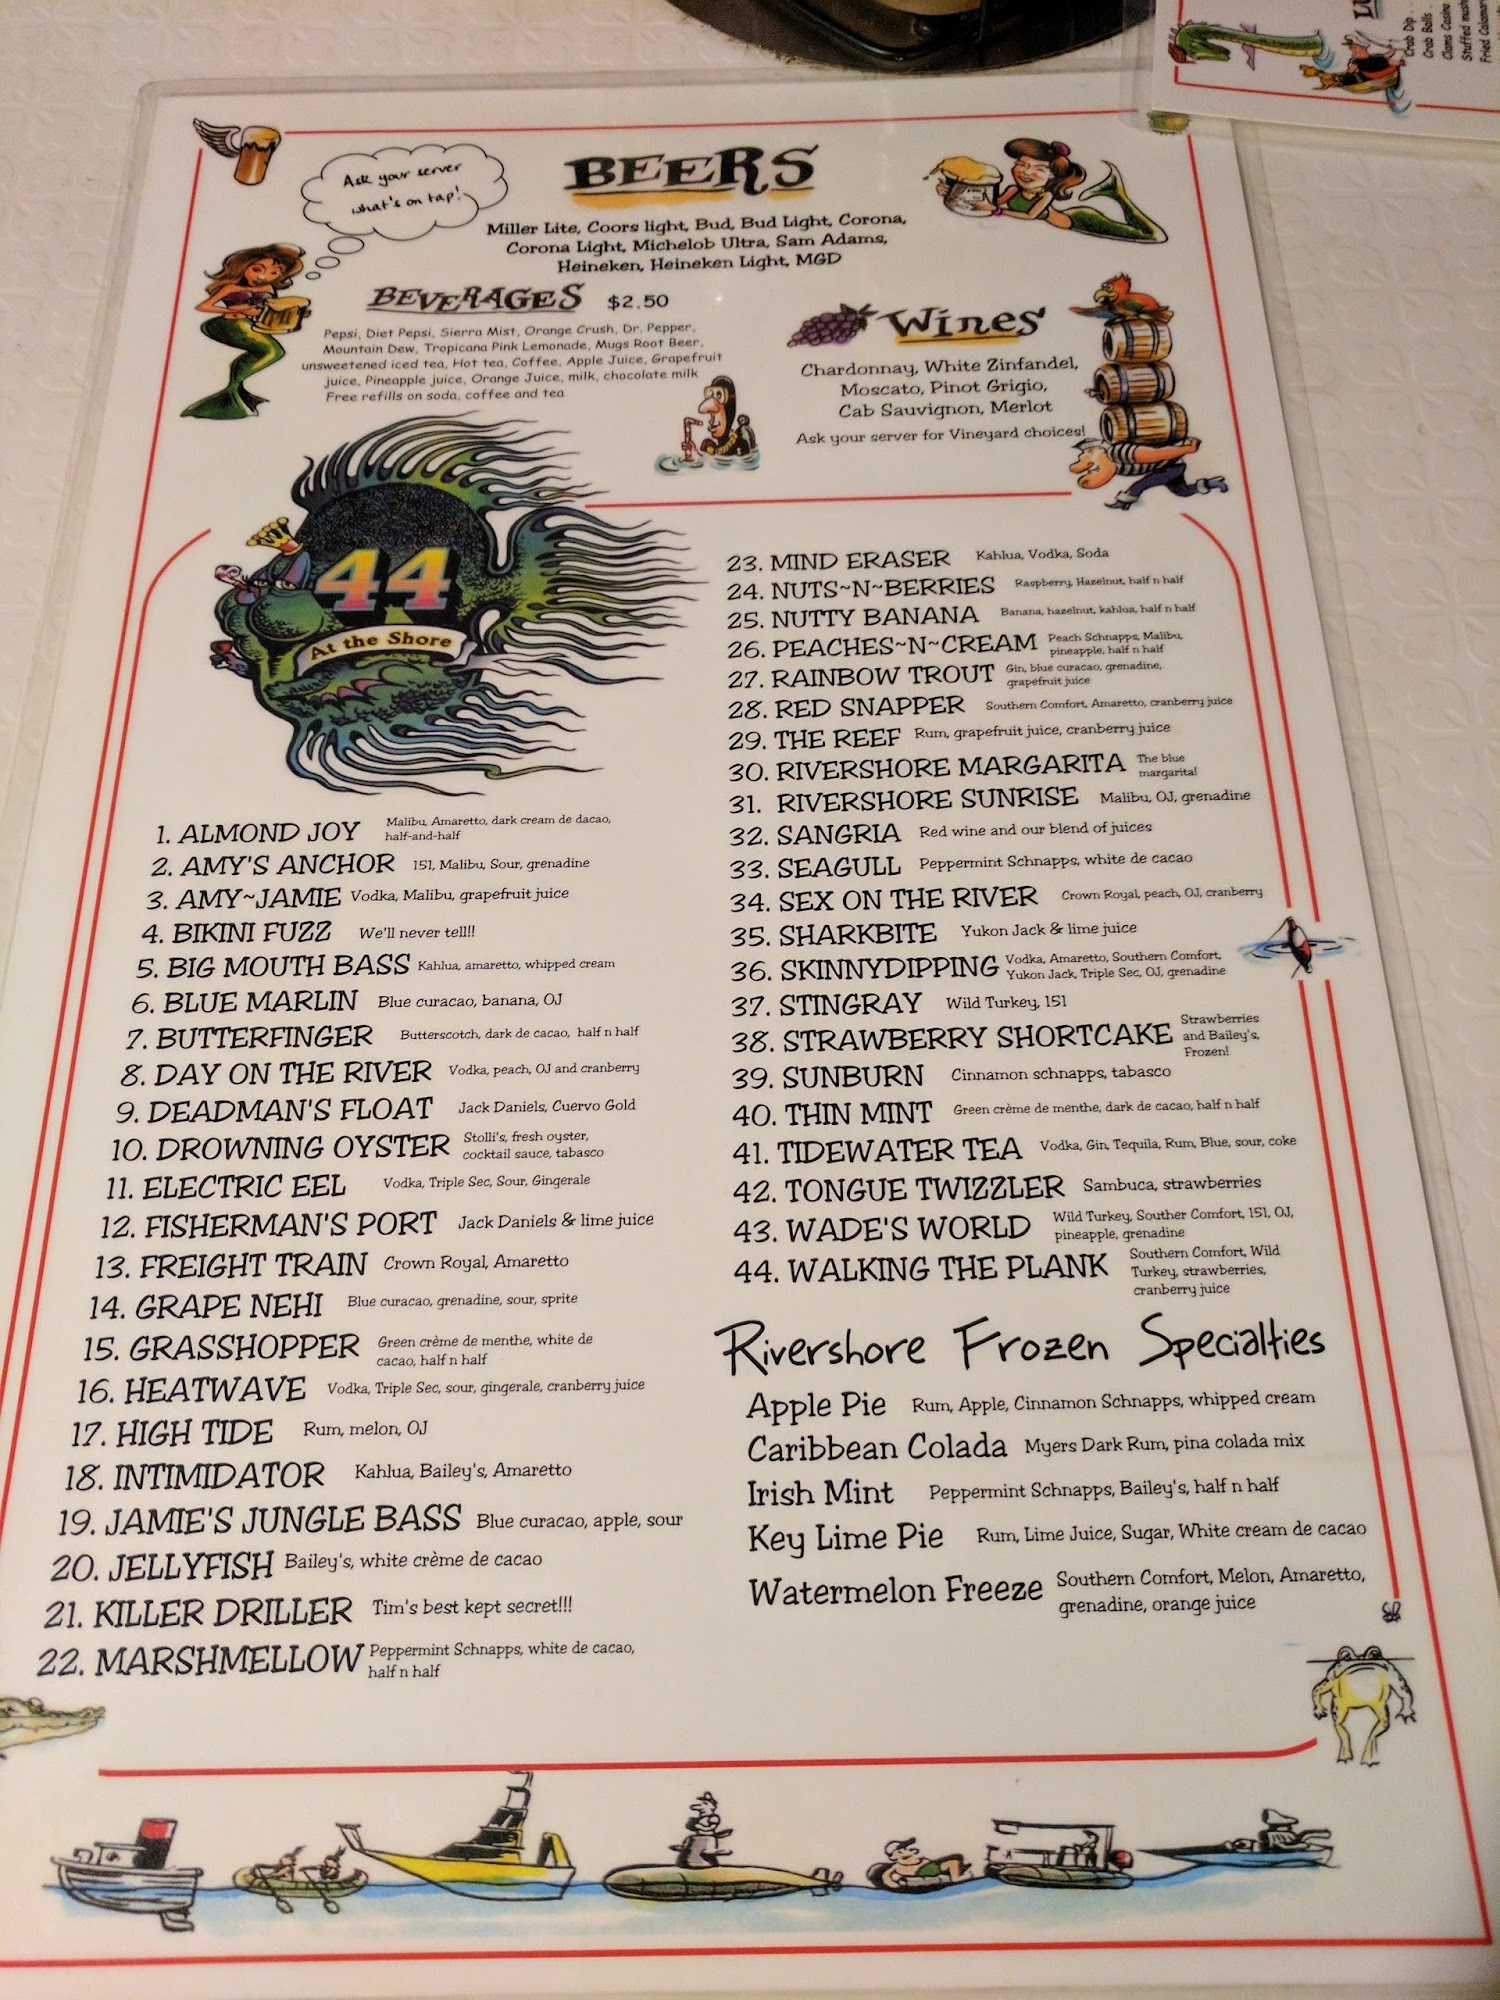 Crab Dip
Crab Balls
Clams Casino
Ask your server
what's on tap!
BEERS
Miller Lite, Coors light, Bud, Bud Light, Corona,
Corona Light, Michelob Ultra, Sam Adams,
Heineken, Heineken Light, MGD
BEVERAGES $2.50
Pepsi, Diet Pepsi, Sierra Mist, Orange Crush, Dr. Pepper,
Mountain Dew, Tropicana Pink Lemonade, Mugs Root Beer,
unsweetened iced tea, Hot tea, Coffee, Apple Juice, Grapefruit
juice, Pineapple juice, Orange Juice, milk, chocolate milk
Free refills on soda, coffee and tea
Wines
Chardonnay, White Zinfandel,
Moscato, Pinot Grigio,
Cab Sauvignon, Merlot
Ask your server for Vineyard choices!
44
At the Shore
1. ALMOND JOY Malibu, Amaretto, dark cream de dacao,
half-and-half
2. AMY'S ANCHOR 151, Malibu, Sour, grenadine
3. AMY~JAMIE Vodka, Malibu, grapefruit juice
4. BIKINI FUZZ We'll never tell!!
5. BIG MOUTH BASS Kahlua, amaretto, whipped cream
6. BLUE MARLIN Blue curacao, banana, OJ
7. BUTTERFINGER Butterscotch, dark de cacao, half n half
8. DAY ON THE RIVER Vodka, peach, OJ and cranberry
9. DEADMAN'S FLOAT Jack Daniels, Cuervo Gold
10. DROWNING OYSTER Stolli's, fresh oyster,
cocktail sauce, tabasco
11. ELECTRIC EEL Vodka, Triple Sec, Sour, Gingerale
12. FISHERMAN'S PORT Jack Daniels & lime juice
13. FREIGHT TRAIN Crown Royal, Amaretto
14. GRAPE NEHI Blue curacao, grenadine, sour, sprite
15. GRASSHOPPER Green crème de menthe, white de
cacao, half n half
16. HEATWAVE Vodka, Triple Sec, sour, gingerale, cranberry juice
17. HIGH TIDE Rum, melon, OJ
18. INTIMIDATOR Kahlua, Bailey's, Amaretto
19. JAMIE'S JUNGLE BASS Blue curacao, apple, sour
20. JELLYFISH Bailey's, white crème de cacao
21. KILLER DRILLER Tim's best kept secret!!!
22. MARSHMELLOW Peppermint Schnapps, white de cacao,
half n half
23. MIND ERASER Kahlua, Vodka, Soda
24. NUTS~N~BERRIES Raspberry, Hazelnut, half n half
25. NUTTY BANANA Banana, hazelnut, kahlua, half n half
26. PEACHES~N~CREAM Peach Schnapps, Malibu,
pineapple, half n half
27. RAINBOW TROUT Gin, blue curacao, grenadine,
grapefruit juice
28. RED SNAPPER Southern Comfort, Amaretto, cranberry juice
29. THE REEF Rum, grapefruit juice, cranberry juice
30. RIVERSHORE MARGARITA The blue
margarita!
31. RIVERSHORE SUNRISE Malibu, OJ, grenadine
32. SANGRIA Red wine and our blend of juices
33. SEAGULL Peppermint Schnapps, white de cacao
34. SEX ON THE RIVER Crown Royal, peach, OJ, cranberry
35. SHARKBITE Yukon Jack & lime juice
36. SKINNYDIPPING Vodka, Amaretto, Southern Comfort,
Yukon Jack, Triple Sec, OJ, grenadine
37. STINGRAY Wild Turkey, 151
38. STRAWBERRY SHORTCAKE Strawberries
and Bailey's,
Frozen!
39. SUNBURN Cinnamon schnapps, tabasco
40. THIN MINT Green crème de menthe, dark de cacao, half n half
41. TIDEWATER TEA Vodka, Gin, Tequila, Rum, Blue, sour, coke
42. TONGUE TWIZZLER Sambuca, strawberries
43. WADE'S WORLD Wild Turkey, Souther Comfort, 151, OJ,
pineapple, grenadine
44. WALKING THE PLANK Southern Comfort, Wild
Turkey, strawberries,
cranberry juice
Rivershore Frozen Specialties
Apple Pie Rum, Apple, Cinnamon Schnapps, whipped cream
Caribbean Colada Myers Dark Rum, pina colada mix
Irish Mint Peppermint Schnapps, Bailey's, half n half
Key Lime Pie Rum, Lime Juice, Sugar, White cream de cacao
Watermelon Freeze Southern Comfort, Melon, Amaretto,
grenadine, orange juice